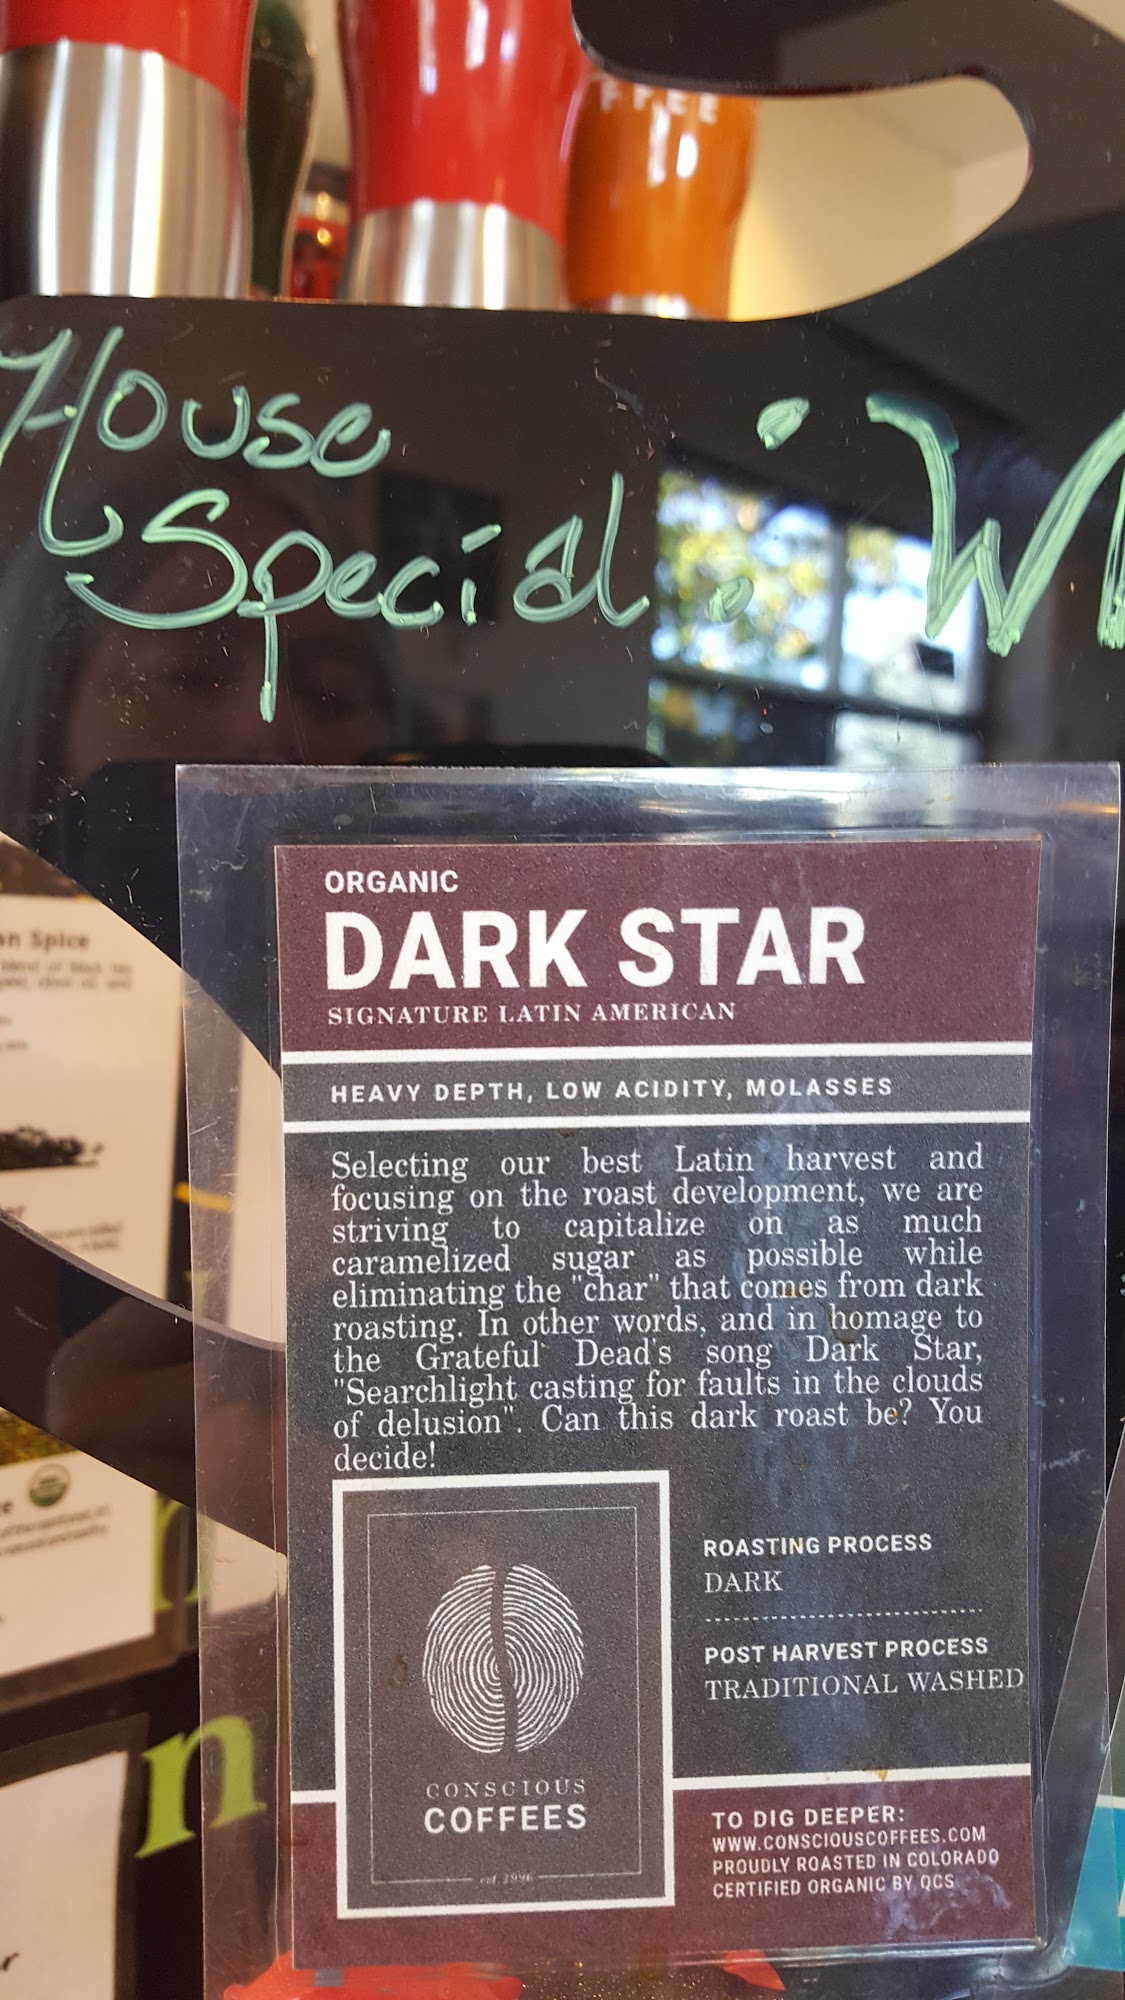 FFEE
House
Special :
ORGANIC
DARK STAR
SIGNATURE LATIN AMERICAN
HEAVY DEPTH, LOW ACIDITY, MOLASSES
Selecting our best Latin harvest and
focusing on the roast development, we are
striving to capitalize on as much
caramelized sugar as possible while
eliminating the "char" that comes from dark
roasting. In other words, and in homage to
the Grateful Dead's song Dark Star,
"Searchlight casting for faults in the clouds
of delusion". Can this dark roast be? You
decide!
ROASTING PROCESS
DARK
POST HARVEST PROCESS
TRADITIONAL WASHED
CONSCIOUS
COFFEES
est. 1996
TO DIG DEEPER:
WWW.CONSCIOUSCOFFEES.COM
PROUDLY ROASTED IN COLORADO
CERTIFIED ORGANIC BY QCS
an Spice
n